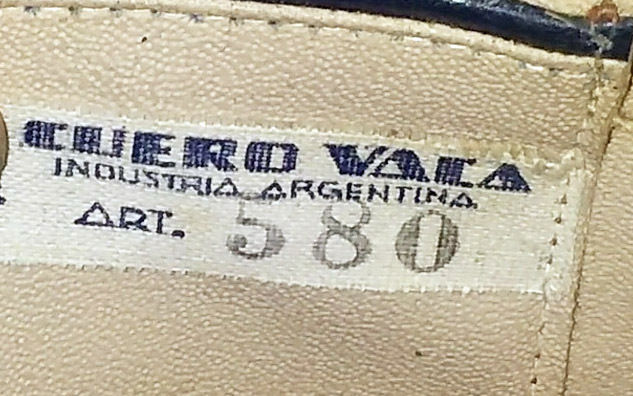 CUERO VACA
INDUSTRIA ARGENTINA
ART. 580